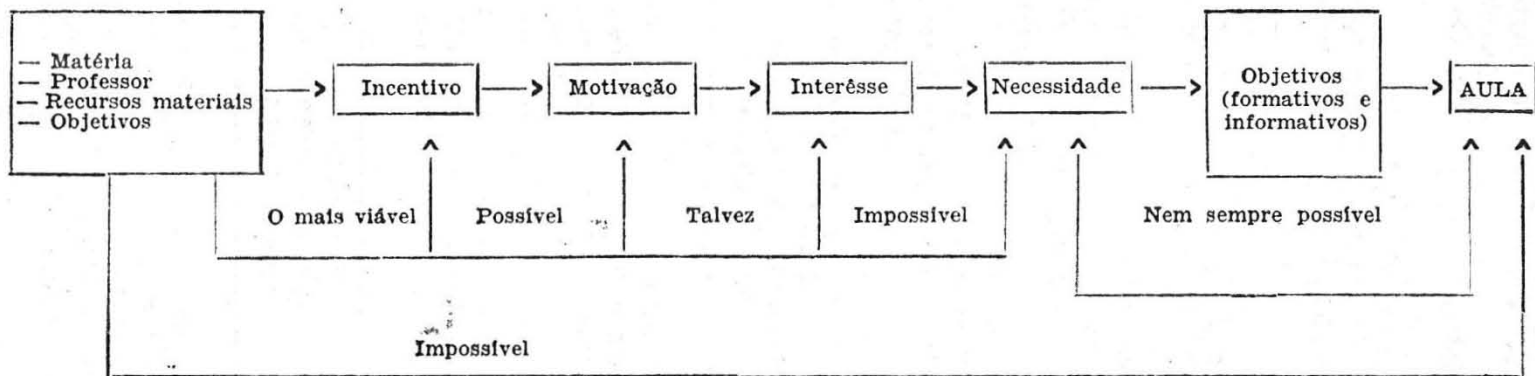 — Matéria
— Professor
— Recursos materiais
— Objetivos
Incentivo
Motivação
Interêsse
Necessidade
Objetivos
(formativos e
informativos)
AULA
O mais viável
Possível
Talvez
Impossível
Nem sempre possível
Impossível